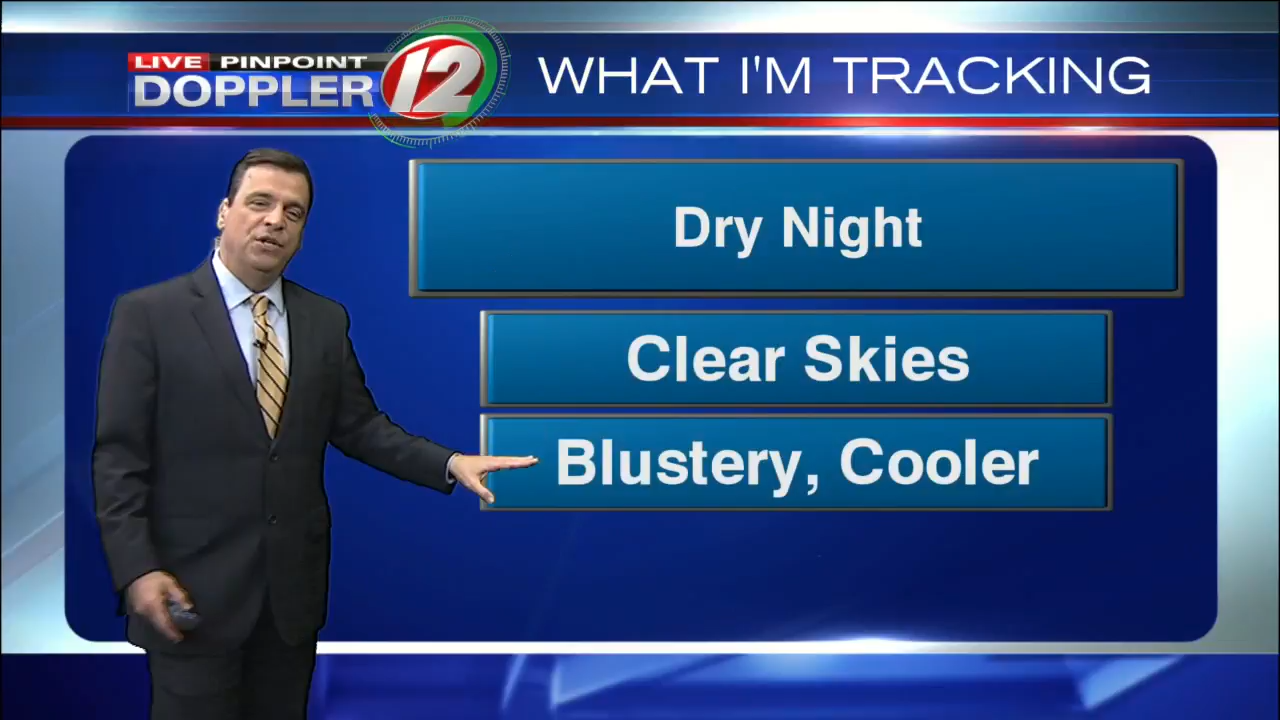 LIVE PINPOINT
DOPPLER 12
WHAT I'M TRACKING
Dry Night
Clear Skies
Blustery, Cooler